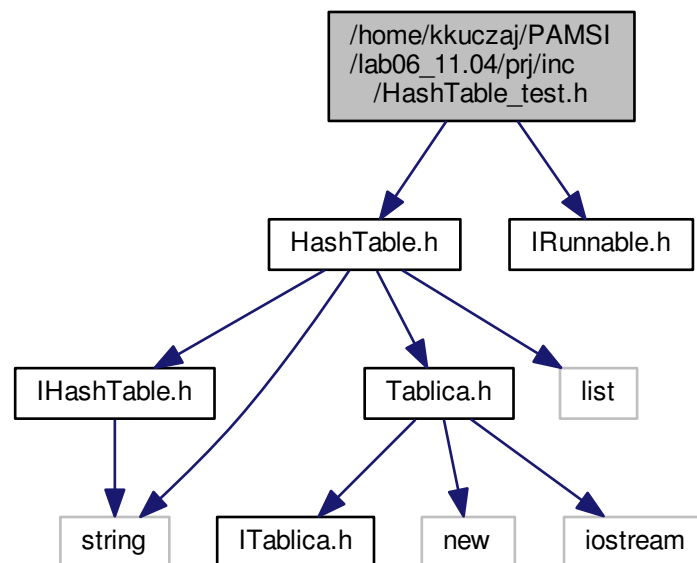 /home/kkuczaj/PAMSI
/lab06_11.04/prj/inc
/HashTable_test.h
HashTable.h
IRunnable.h
IHashTable.h
Tablica.h
list
string
ITablica.h
new
iostream